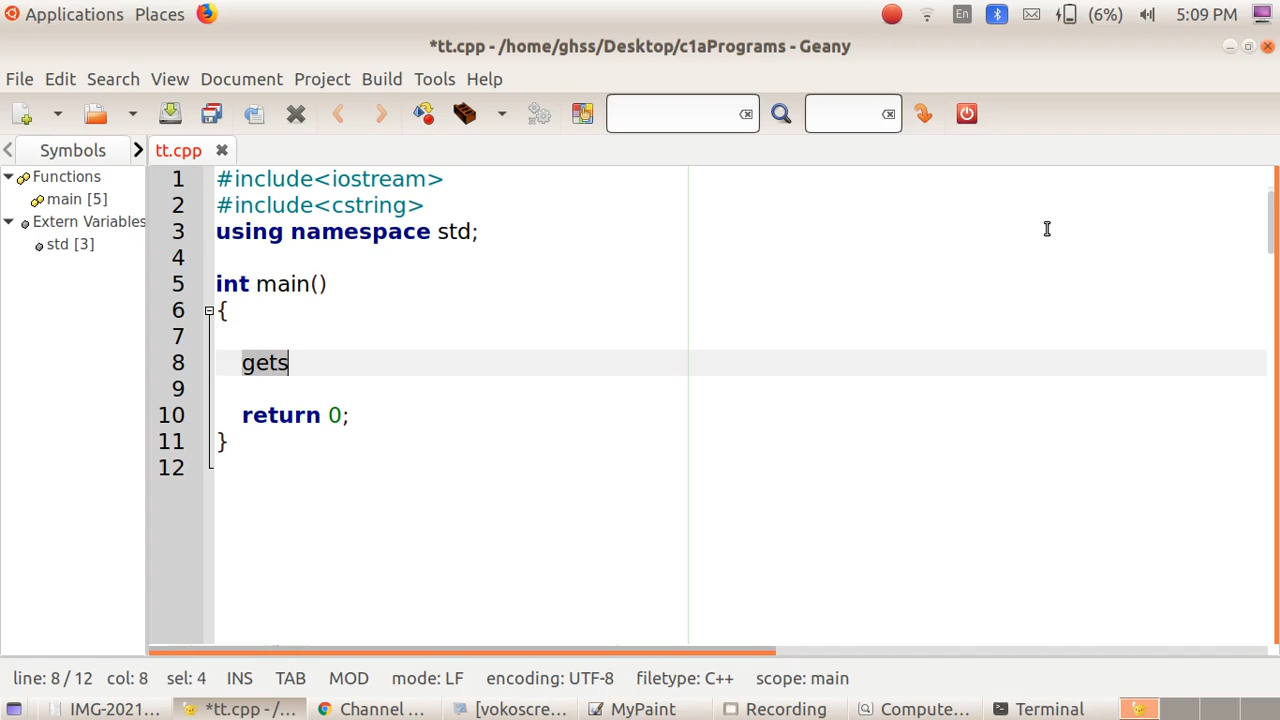 Applications Places En (6%) 5:09 PM
*tt.cpp - /home/ghss/Desktop/c1aPrograms - Geany
File Edit Search View Document Project Build Tools Help
Symbols tt.cpp
Functions
main [5]
Extern Variables
std [3]
1 #include<iostream>
2 #include<cstring>
3 using namespace std;
4
5 int main()
6 {
7
8 gets
9
10 return 0;
11 }
12
line: 8 / 12 col: 8 sel: 4 INS TAB MOD mode: LF encoding: UTF-8 filetype: C++ scope: main
IMG-2021... *tt.cpp - /... Channel ... [vokoscre... MyPaint Recording Compute... Terminal